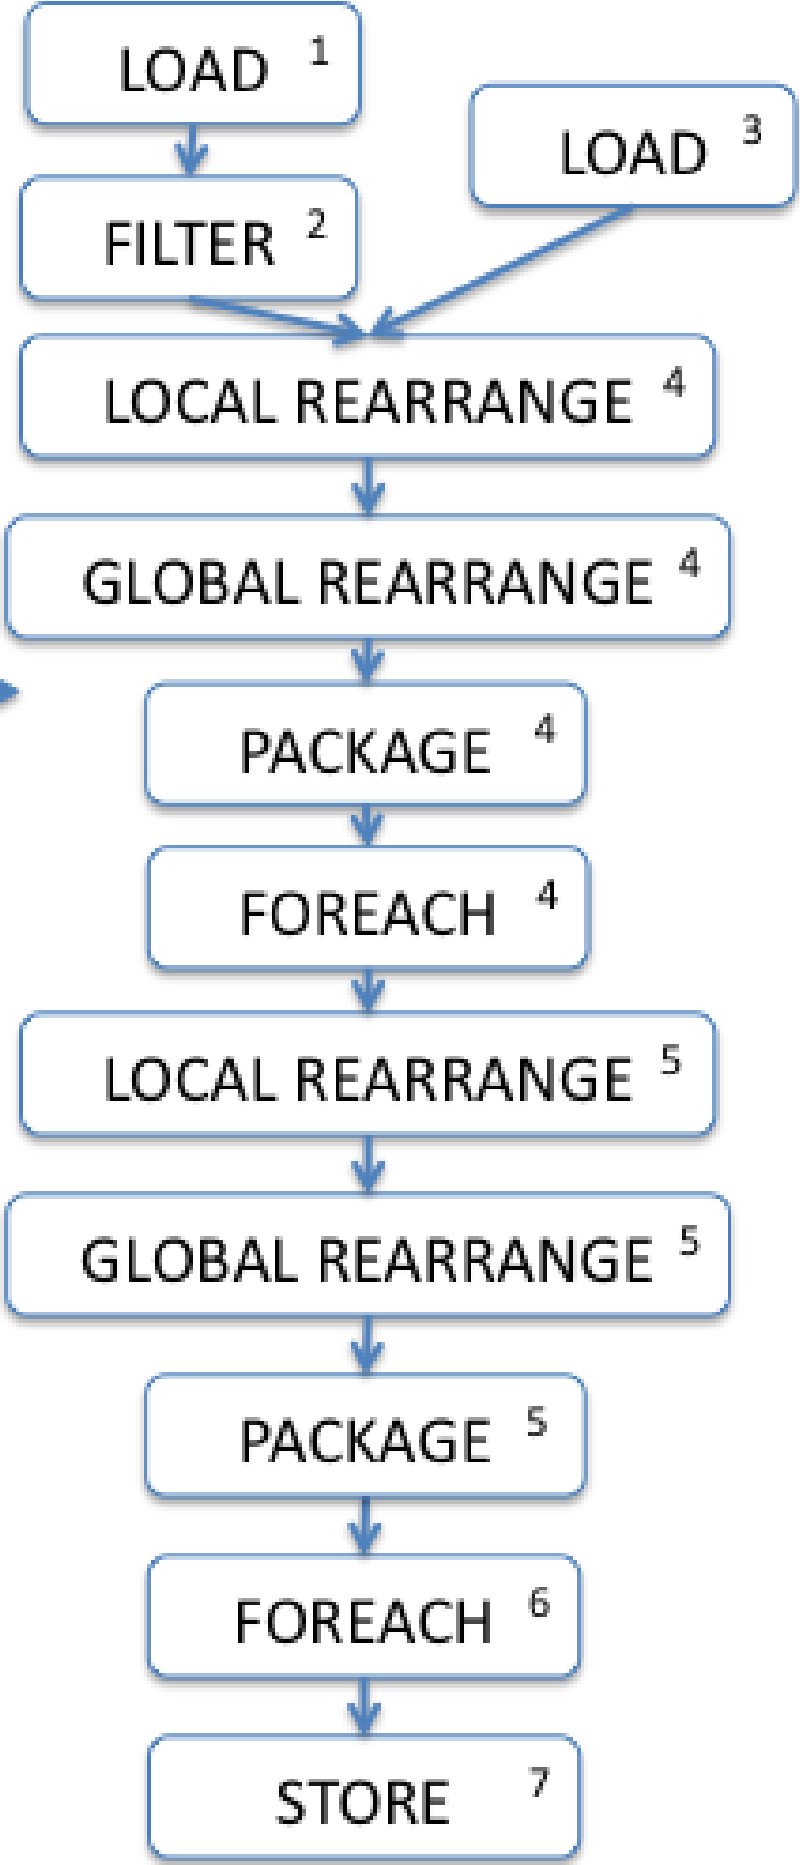 LOAD 1
LOAD 3
FILTER 2
LOCAL REARRANGE 4
GLOBAL REARRANGE 4
PACKAGE 4
FOREACH 4
LOCAL REARRANGE 5
GLOBAL REARRANGE 5
PACKAGE 5
FOREACH 6
STORE 7